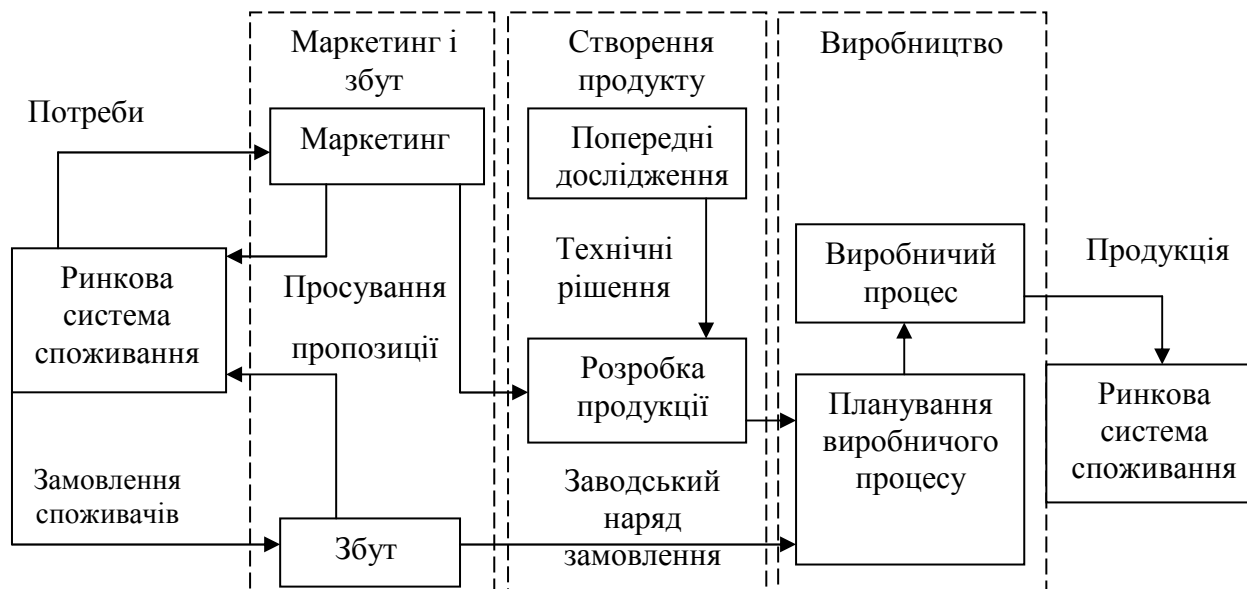 Маркетинг і
збут
Створення
продукту
Виробництво
Потреби
Маркетинг
Попередні
дослідження
Ринкова
система
споживання
Просування
пропозиції
Технічні
рішення
Виробничий
процес
Продукція
Розробка
продукції
Планування
виробничого
процесу
Ринкова
система
споживання
Замовлення
споживачів
Збут
Заводський
наряд
замовлення